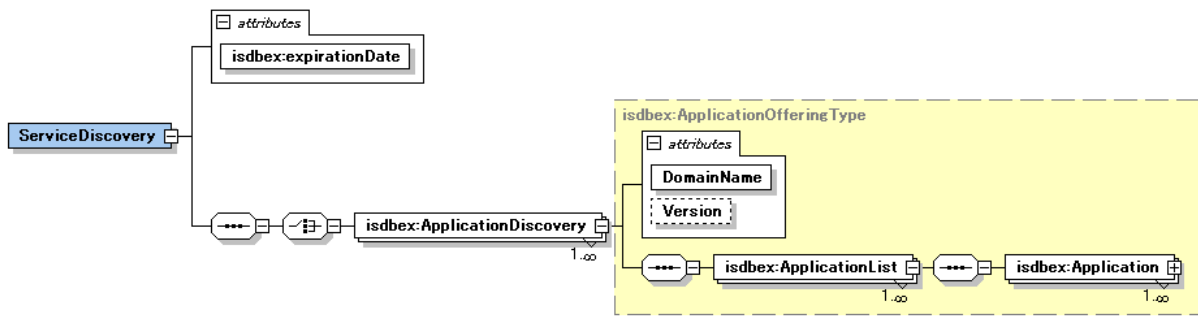 attributes
isdbex:expirationDate
ServiceDiscovery
isdbex:ApplicationOfferingType
attributes
DomainName
Version
isdbex:ApplicationDiscovery
1..∞
isdbex:ApplicationList
1..∞
isdbex:Application
1..∞